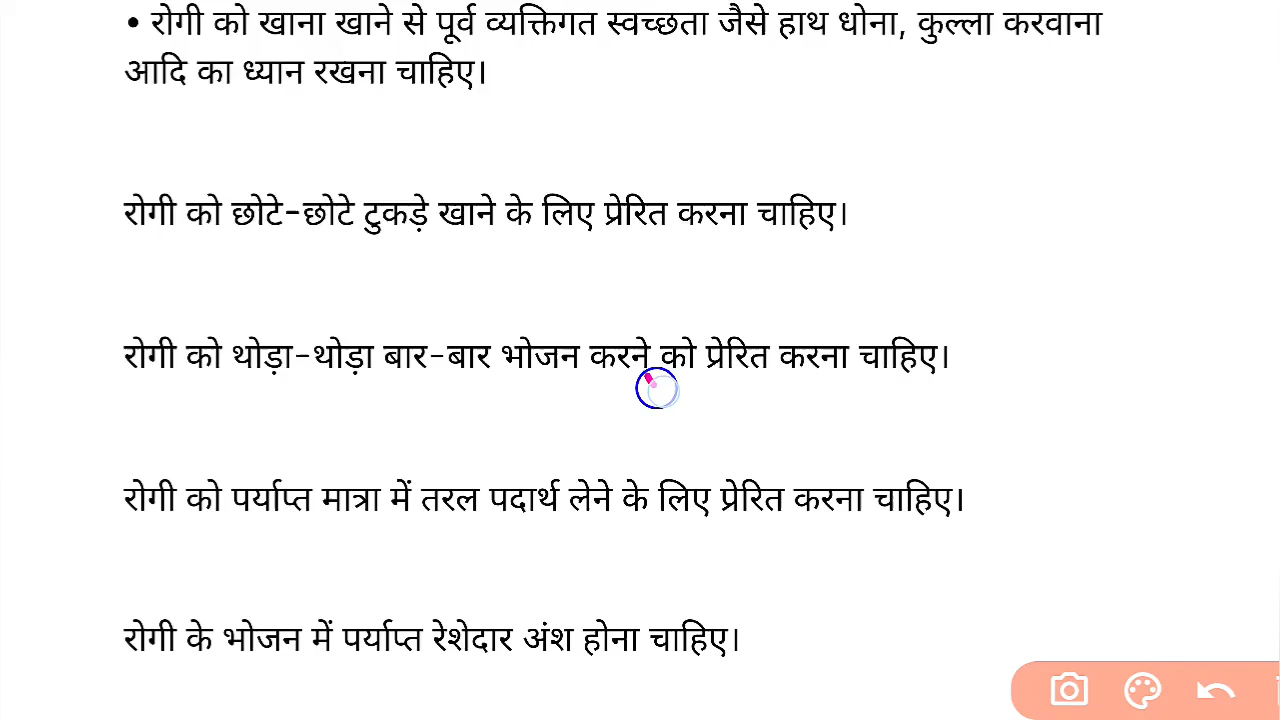 • रोगी को खाना खाने से पूर्व व्यक्तिगत स्वच्छता जैसे हाथ धोना, कुल्ला करवाना
आदि का ध्यान रखना चाहिए।
रोगी को छोटे-छोटे टुकड़े खाने के लिए प्रेरित करना चाहिए।
रोगी को थोड़ा-थोड़ा बार-बार भोजन करने को प्रेरित करना चाहिए।
रोगी को पर्याप्त मात्रा में तरल पदार्थ लेने के लिए प्रेरित करना चाहिए।
रोगी के भोजन में पर्याप्त रेशेदार अंश होना चाहिए।